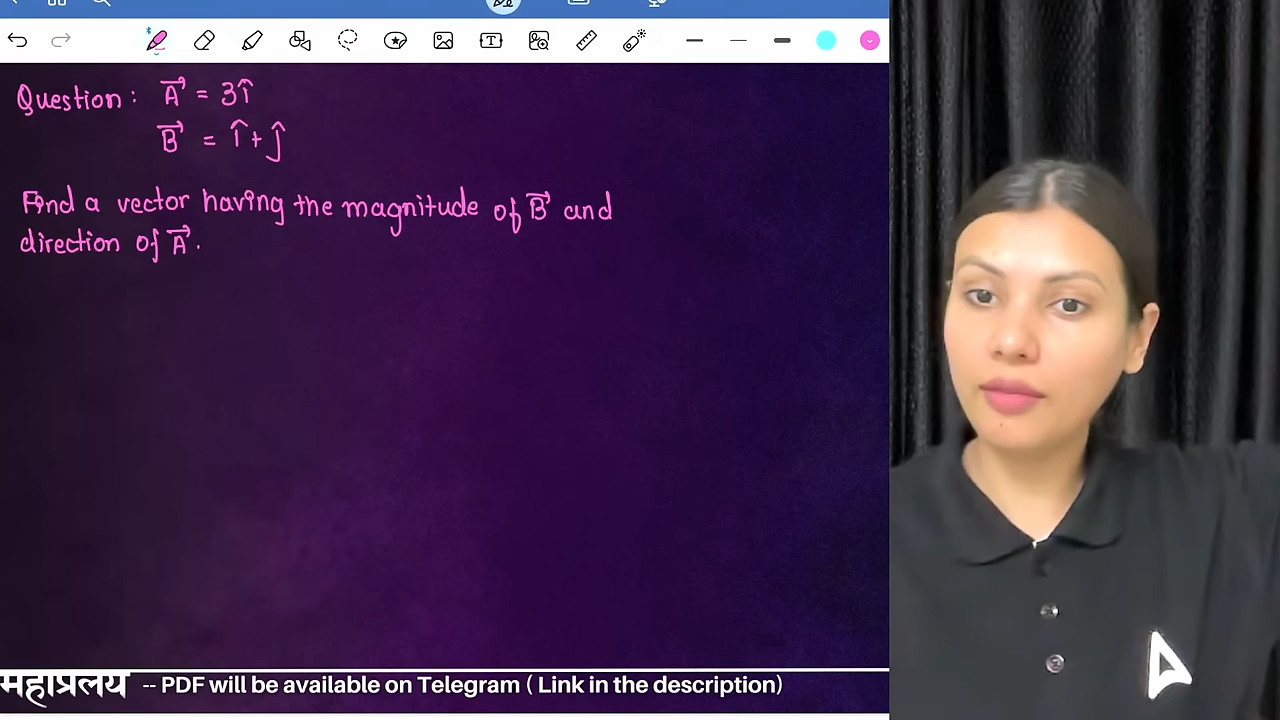 Question: A⃗ = 3î
B⃗ = î + ĵ
Find a vector having the magnitude of B⃗ and
direction of A⃗.
महाप्रलय -- PDF will be available on Telegram ( Link in the description)